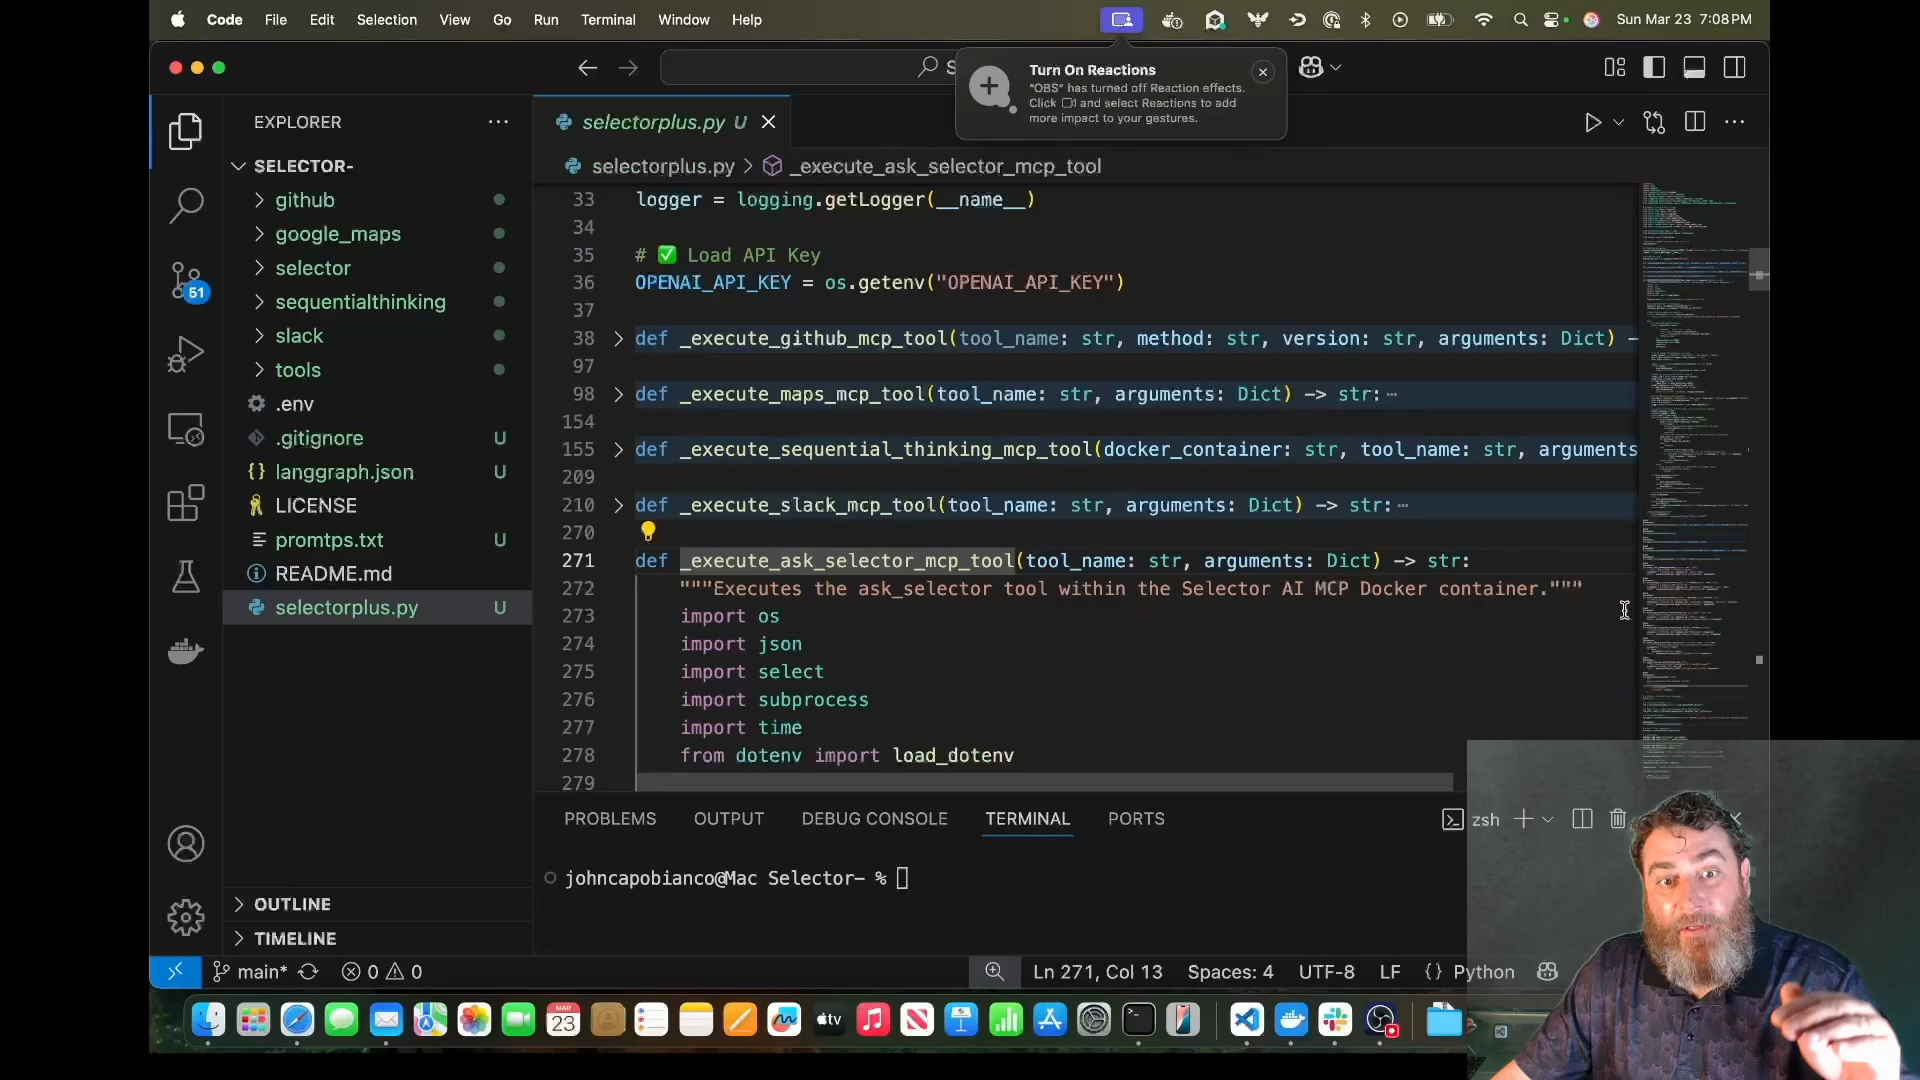 Code File Edit Selection View Go Run Terminal Window Help
Sun Mar 23 7:08 PM
Turn On Reactions
"OBS" has turned off Reaction effects.
Click and select Reactions to add
more impact to your gestures.
EXPLORER
SELECTOR-
github
google_maps
selector
sequentialthinking
slack
tools
.env
.gitignore U
langgraph.json U
LICENSE
promtps.txt U
README.md
selectorplus.py U
OUTLINE
TIMELINE
51
selectorplus.py U
selectorplus.py > _execute_ask_selector_mcp_tool
33 logger = logging.getLogger(__name__)
34
35 # ✅ Load API Key
36 OPENAI_API_KEY = os.getenv("OPENAI_API_KEY")
37
38 def _execute_github_mcp_tool(tool_name: str, method: str, version: str, arguments: Dict) -
97
98 def _execute_maps_mcp_tool(tool_name: str, arguments: Dict) -> str:
154
155 def _execute_sequential_thinking_mcp_tool(docker_container: str, tool_name: str, arguments
209
210 def _execute_slack_mcp_tool(tool_name: str, arguments: Dict) -> str:
270
271 def _execute_ask_selector_mcp_tool(tool_name: str, arguments: Dict) -> str:
272 """Executes the ask_selector tool within the Selector AI MCP Docker container."""
273 import os
274 import json
275 import select
276 import subprocess
277 import time
278 from dotenv import load_dotenv
279
PROBLEMS OUTPUT DEBUG CONSOLE TERMINAL PORTS
zsh
johncapobianco@Mac Selector- %
main* 0 0
Ln 271, Col 13 Spaces: 4 UTF-8 LF {} Python
MAR
23
tv